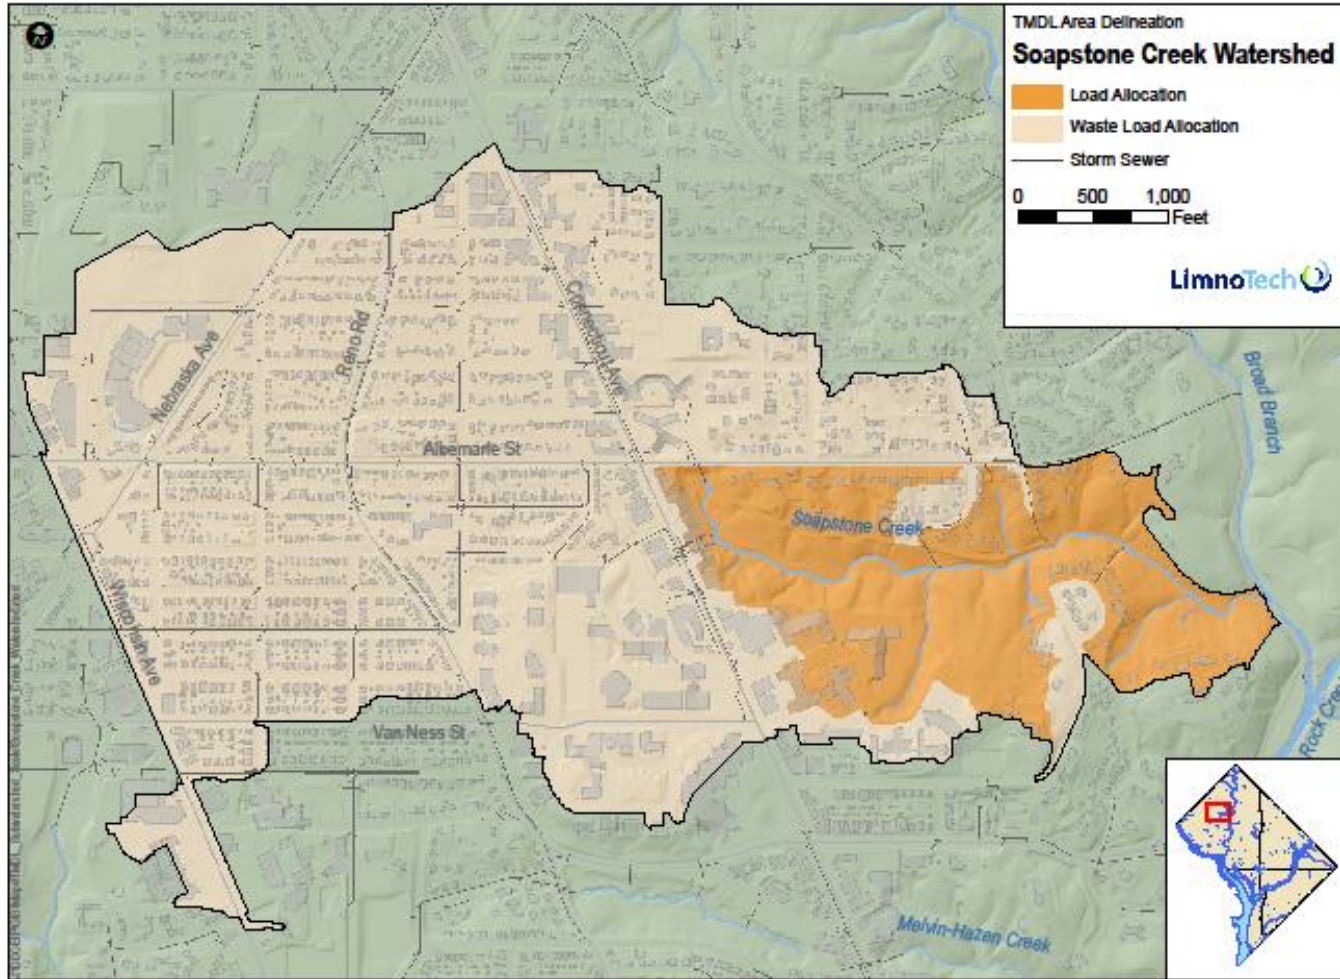 TMDL Area Delineation
Soapstone Creek Watershed
Load Allocation
Waste Load Allocation
Storm Sewer
0 500 1,000
Feet
LimnoTech
Nebraska Ave
Reno Rd
Connecticut Ave
Broad Branch
Albemarle St
Soapstone Creek
Wisconsin Ave
Van Ness St
Rock
Melvin-Hazen Creek